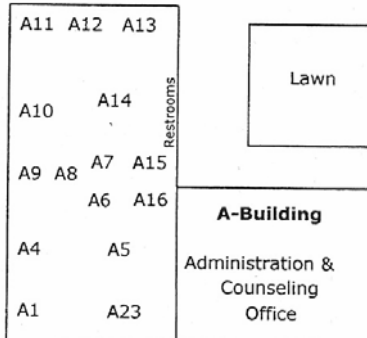 A11 A12 A13
Lawn
A10 A14
Restrooms
A9 A8 A7 A15
A6 A16
A4 A5
A1 A23
A-Building
Administration &
Counseling
Office